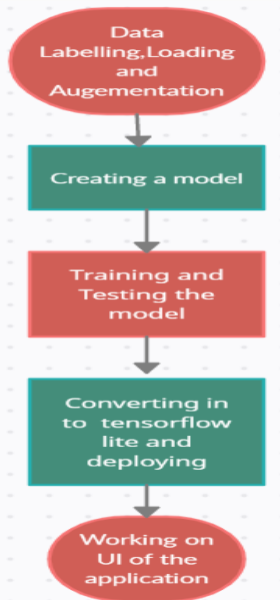 Data
Labelling,Loading
and
Augementation
Creating a model
Training and
Testing the
model
Converting in
to tensorflow
lite and
deploying
Working on
UI of the
application